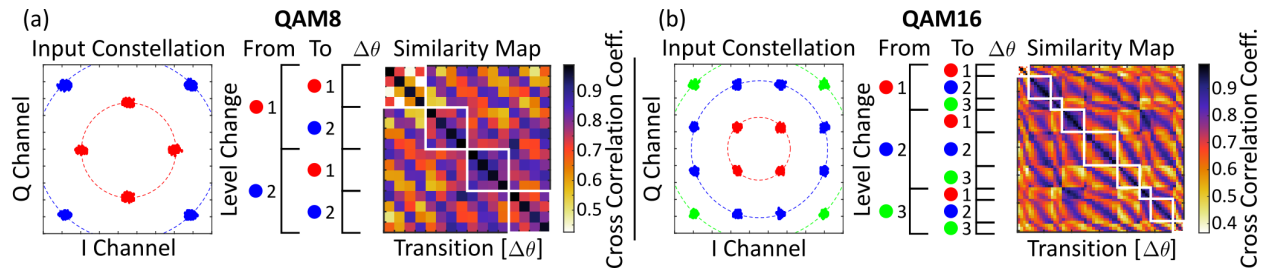 (a) QAM8
Input Constellation From To Δθ Similarity Map
Q Channel
I Channel
Level Change
1
2
1
2
1
2
Transition [Δθ]
0.9
0.8
0.7
0.6
0.5
Cross Correlation Coeff.
(b) QAM16
Input Constellation From To Δθ Similarity Map
Q Channel
I Channel
Level Change
1
2
3
1
2
3
1
2
3
1
2
3
Transition [Δθ]
0.9
0.8
0.7
0.6
0.5
0.4
Cross Correlation Coeff.